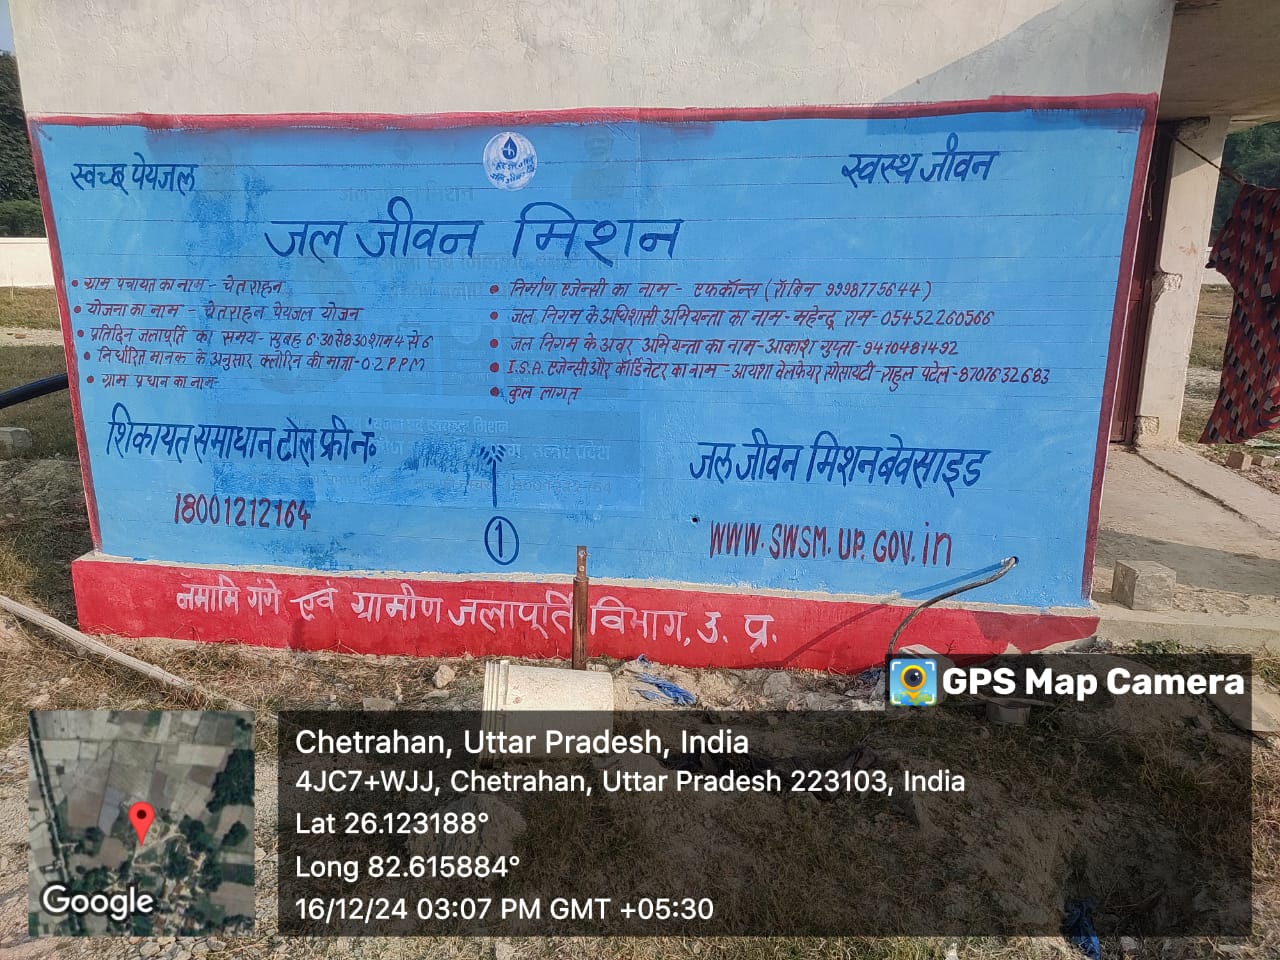 स्वच्छ पेयजल
स्वस्थ जीवन
जल जीवन मिशन
• ग्राम पंचायत का नाम - चेतराहन
• योजना का नाम - चेतराहन पेयजल योजन
• प्रतिदिन जलापूर्ति का समय - सुबह 6.30 से 8.30 शाम 4 से 6
• निर्धारित मानक के अनुसार क्लोरिन की मात्रा - 0.2 PPM
• ग्राम प्रधान का नाम-
• निर्माण एजेन्सी का नाम - एफकॉन्स (रॉबिन 9998775644)
• जल निगम के अधिशासी अभियन्ता का नाम - महेन्द्र राम - 05452260566
• जल निगम के अवर अभियन्ता का नाम - आकाश गुप्ता - 9410481492
• I.S.A. एजेन्सी और कॉर्डिनेटर का नाम - आयशा वेलफेयर सोसायटी - राहुल पटेल - 8707632683
• कुल लागत
शिकायत समाधान टोल फ्री नं॰
18001212164
1
जल जीवन मिशन बेवसाइड
WWW.SWSM.UP.GOV.in
नमामि गंगे एवं ग्रामीण जलापूर्ति विभाग, उ. प्र.
GPS Map Camera
Chetrahan, Uttar Pradesh, India
4JC7+WJJ, Chetrahan, Uttar Pradesh 223103, India
Lat 26.123188°
Long 82.615884°
16/12/24 03:07 PM GMT +05:30
Google